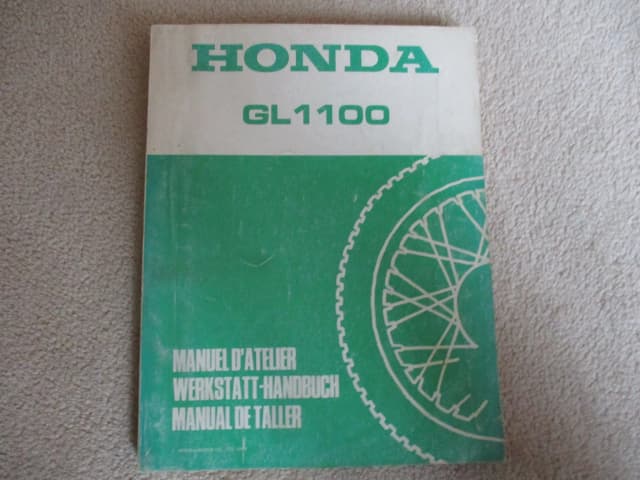 HONDA
GL1100
MANUEL D'ATELIER
WERKSTATT-HANDBUCH
MANUAL DE TALLER